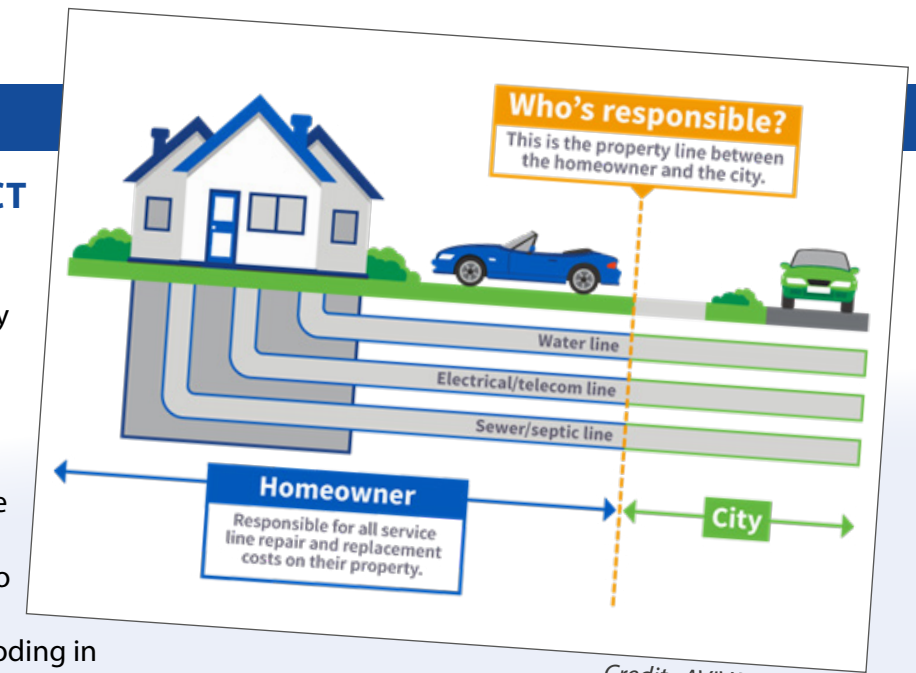 CT
y
e
o
oding in
Who's responsible?
This is the property line between
the homeowner and the city.
Water line
Electrical/telecom line
Sewer/septic line
Homeowner
Responsible for all service
line repair and replacement
costs on their property.
City
Credit: